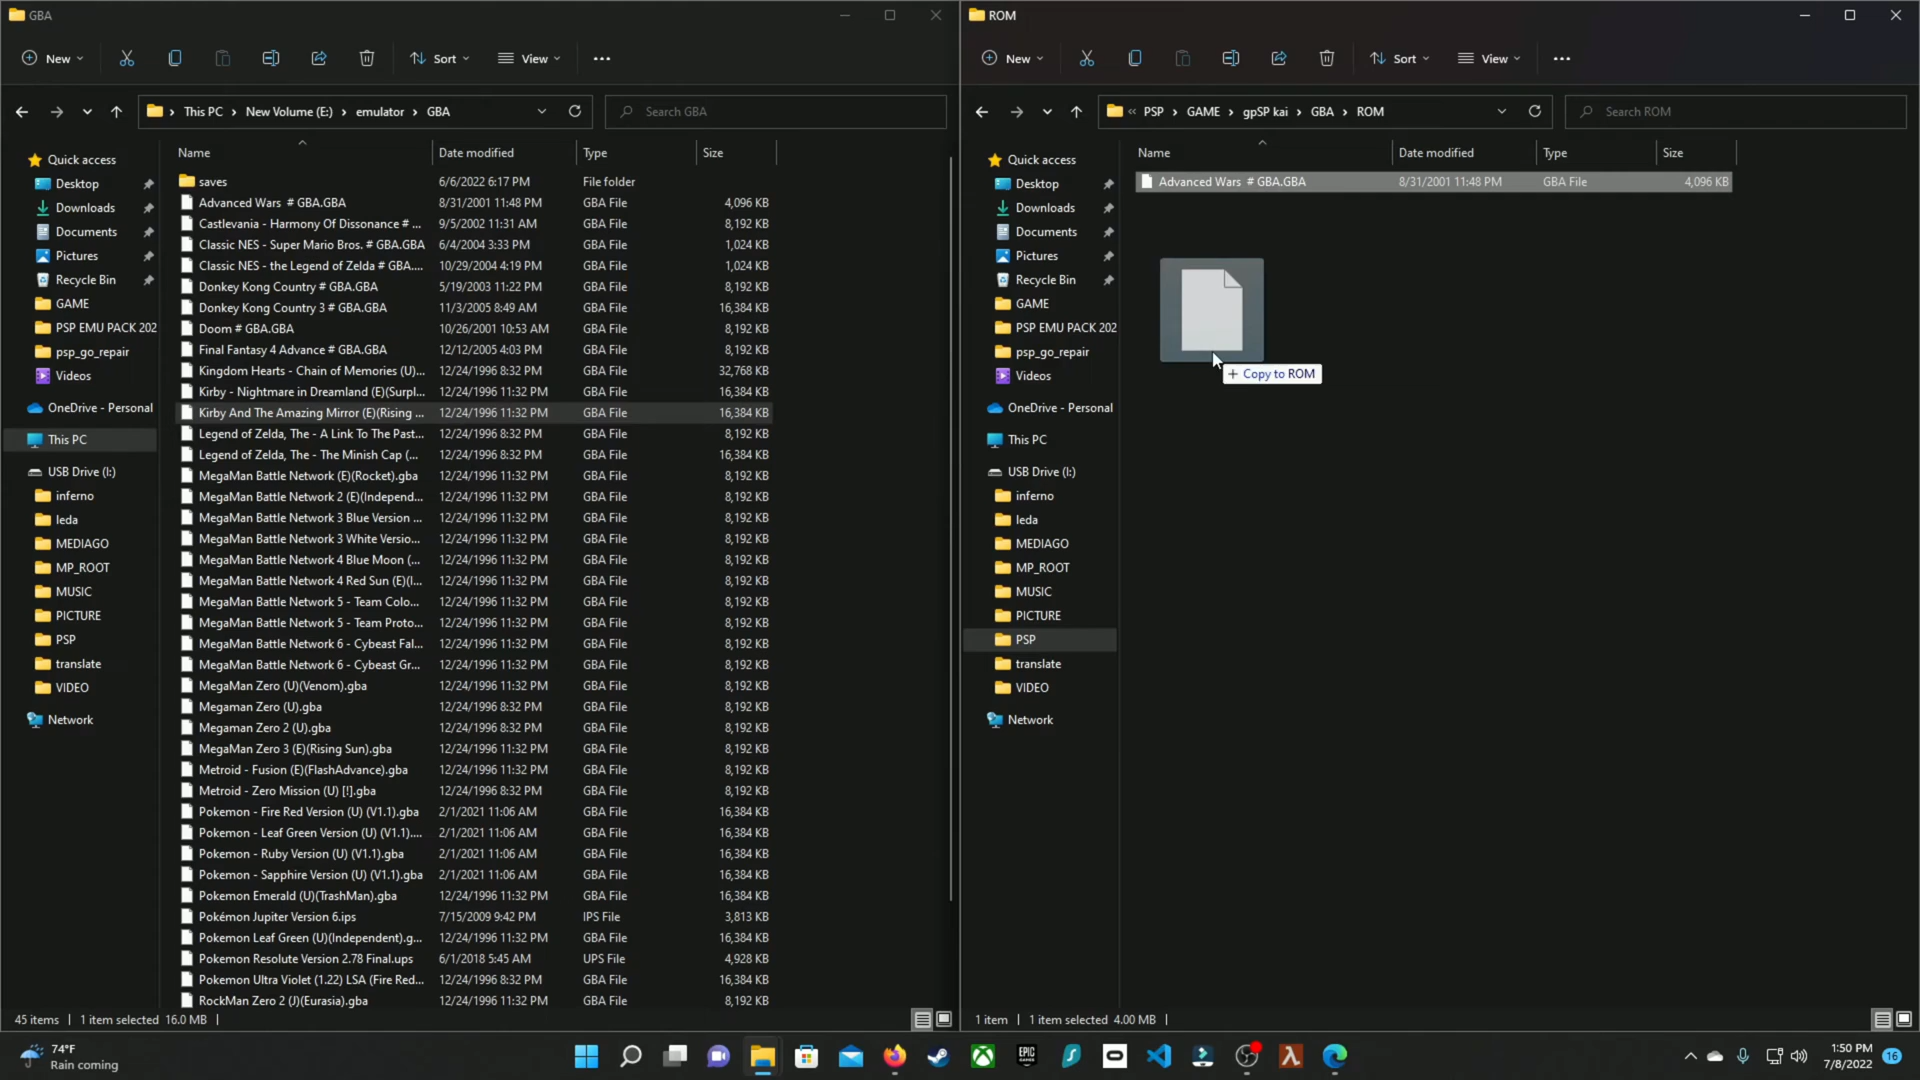 GBA
New
Sort
View
This PC > New Volume (E:) > emulator > GBA
Search GBA
Name
Date modified
Type
Size
Quick access
Desktop
Downloads
Documents
Pictures
Recycle Bin
GAME
PSP EMU PACK 202
psp_go_repair
Videos
OneDrive - Personal
This PC
USB Drive (I:)
inferno
leda
MEDIAGO
MP_ROOT
MUSIC
PICTURE
PSP
translate
VIDEO
Network
saves 6/6/2022 6:17 PM File folder
Advanced Wars # GBA.GBA 8/31/2001 11:48 PM GBA File 4,096 KB
Castlevania - Harmony Of Dissonance # ... 9/5/2002 11:31 AM GBA File 8,192 KB
Classic NES - Super Mario Bros. # GBA.GBA 6/4/2004 3:33 PM GBA File 1,024 KB
Classic NES - the Legend of Zelda # GBA.... 10/29/2004 4:19 PM GBA File 1,024 KB
Donkey Kong Country # GBA.GBA 5/19/2003 11:22 PM GBA File 8,192 KB
Donkey Kong Country 3 # GBA.GBA 11/3/2005 8:49 AM GBA File 16,384 KB
Doom # GBA.GBA 10/26/2001 10:53 AM GBA File 8,192 KB
Final Fantasy 4 Advance # GBA.GBA 12/12/2005 4:03 PM GBA File 8,192 KB
Kingdom Hearts - Chain of Memories (U)... 12/24/1996 8:32 PM GBA File 32,768 KB
Kirby - Nightmare in Dreamland (E)(Surpl... 12/24/1996 11:32 PM GBA File 16,384 KB
Kirby And The Amazing Mirror (E)(Rising ... 12/24/1996 11:32 PM GBA File 16,384 KB
Legend of Zelda, The - A Link To The Past... 12/24/1996 8:32 PM GBA File 8,192 KB
Legend of Zelda, The - The Minish Cap (... 12/24/1996 8:32 PM GBA File 16,384 KB
MegaMan Battle Network (E)(Rocket).gba 12/24/1996 11:32 PM GBA File 8,192 KB
MegaMan Battle Network 2 (E)(Independ... 12/24/1996 11:32 PM GBA File 8,192 KB
MegaMan Battle Network 3 Blue Version ... 12/24/1996 11:32 PM GBA File 8,192 KB
MegaMan Battle Network 3 White Versio... 12/24/1996 11:32 PM GBA File 8,192 KB
MegaMan Battle Network 4 Blue Moon (... 12/24/1996 11:32 PM GBA File 8,192 KB
MegaMan Battle Network 4 Red Sun (E)(I... 12/24/1996 11:32 PM GBA File 8,192 KB
MegaMan Battle Network 5 - Team Colo... 12/24/1996 11:32 PM GBA File 8,192 KB
MegaMan Battle Network 5 - Team Proto... 12/24/1996 11:32 PM GBA File 8,192 KB
MegaMan Battle Network 6 - Cybeast Fal... 12/24/1996 11:32 PM GBA File 8,192 KB
MegaMan Battle Network 6 - Cybeast Gr... 12/24/1996 11:32 PM GBA File 8,192 KB
MegaMan Zero (U)(Venom).gba 12/24/1996 11:32 PM GBA File 8,192 KB
Megaman Zero (U).gba 12/24/1996 8:32 PM GBA File 8,192 KB
Megaman Zero 2 (U).gba 12/24/1996 8:32 PM GBA File 8,192 KB
MegaMan Zero 3 (E)(Rising Sun).gba 12/24/1996 11:32 PM GBA File 8,192 KB
Metroid - Fusion (E)(FlashAdvance).gba 12/24/1996 11:32 PM GBA File 8,192 KB
Metroid - Zero Mission (U) [!].gba 12/24/1996 8:32 PM GBA File 8,192 KB
Pokemon - Fire Red Version (U) (V1.1).gba 2/1/2021 11:06 AM GBA File 16,384 KB
Pokemon - Leaf Green Version (U) (V1.1).... 2/1/2021 11:06 AM GBA File 16,384 KB
Pokemon - Ruby Version (U) (V1.1).gba 2/1/2021 11:06 AM GBA File 16,384 KB
Pokemon - Sapphire Version (U) (V1.1).gba 2/1/2021 11:06 AM GBA File 16,384 KB
Pokemon Emerald (U)(TrashMan).gba 12/24/1996 11:32 PM GBA File 16,384 KB
Pokémon Jupiter Version 6.ips 7/15/2009 9:42 PM IPS File 3,813 KB
Pokemon Leaf Green (U)(Independent).g... 12/24/1996 11:32 PM GBA File 16,384 KB
Pokemon Resolute Version 2.78 Final.ups 6/1/2018 5:45 AM UPS File 4,928 KB
Pokemon Ultra Violet (1.22) LSA (Fire Red... 12/24/1996 8:32 PM GBA File 16,384 KB
RockMan Zero 2 (J)(Eurasia).gba 12/24/1996 11:32 PM GBA File 8,192 KB
45 items | 1 item selected 16.0 MB |
ROM
New
Sort
View
« PSP > GAME > gpSP kai > GBA > ROM
Search ROM
Name
Date modified
Type
Size
Quick access
Desktop
Downloads
Documents
Pictures
Recycle Bin
GAME
PSP EMU PACK 202
psp_go_repair
Videos
OneDrive - Personal
This PC
USB Drive (I:)
inferno
leda
MEDIAGO
MP_ROOT
MUSIC
PICTURE
PSP
translate
VIDEO
Network
Advanced Wars # GBA.GBA 8/31/2001 11:48 PM GBA File 4,096 KB
+ Copy to ROM
1 item | 1 item selected 4.00 MB |
74°F
Rain coming
EPIC
GAMES
1:50 PM
7/8/2022
16